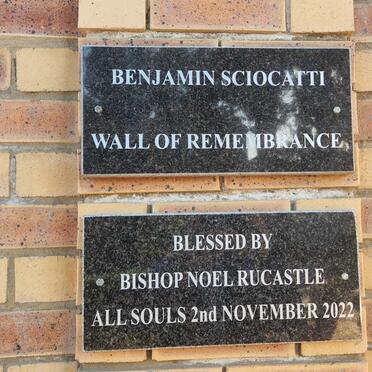 BENJAMIN SCIOCATTI
WALL OF REMEMBRANCE
BLESSED BY
BISHOP NOEL RUCASTLE
ALL SOULS 2nd NOVEMBER 2022